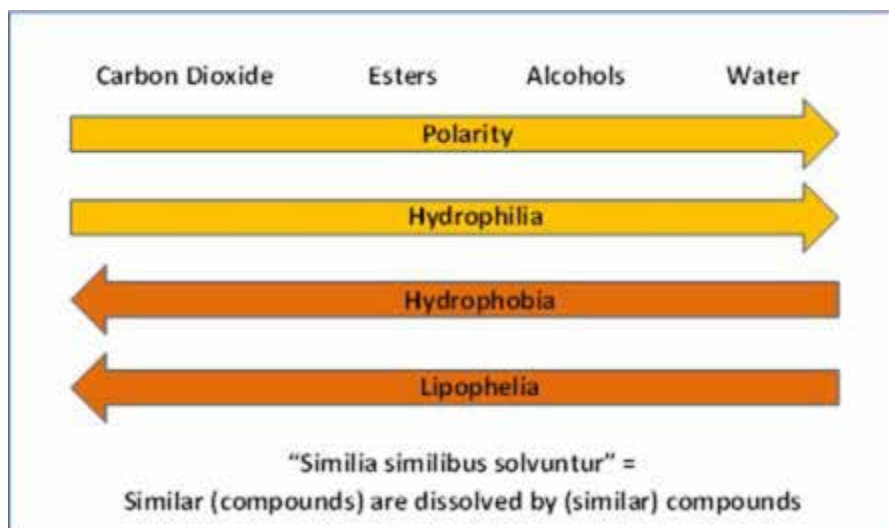 Carbon Dioxide Esters Alcohols Water
Polarity
Hydrophilia
Hydrophobia
Lipophelia
“Similia similibus solvuntur” =
Similar (compounds) are dissolved by (similar) compounds